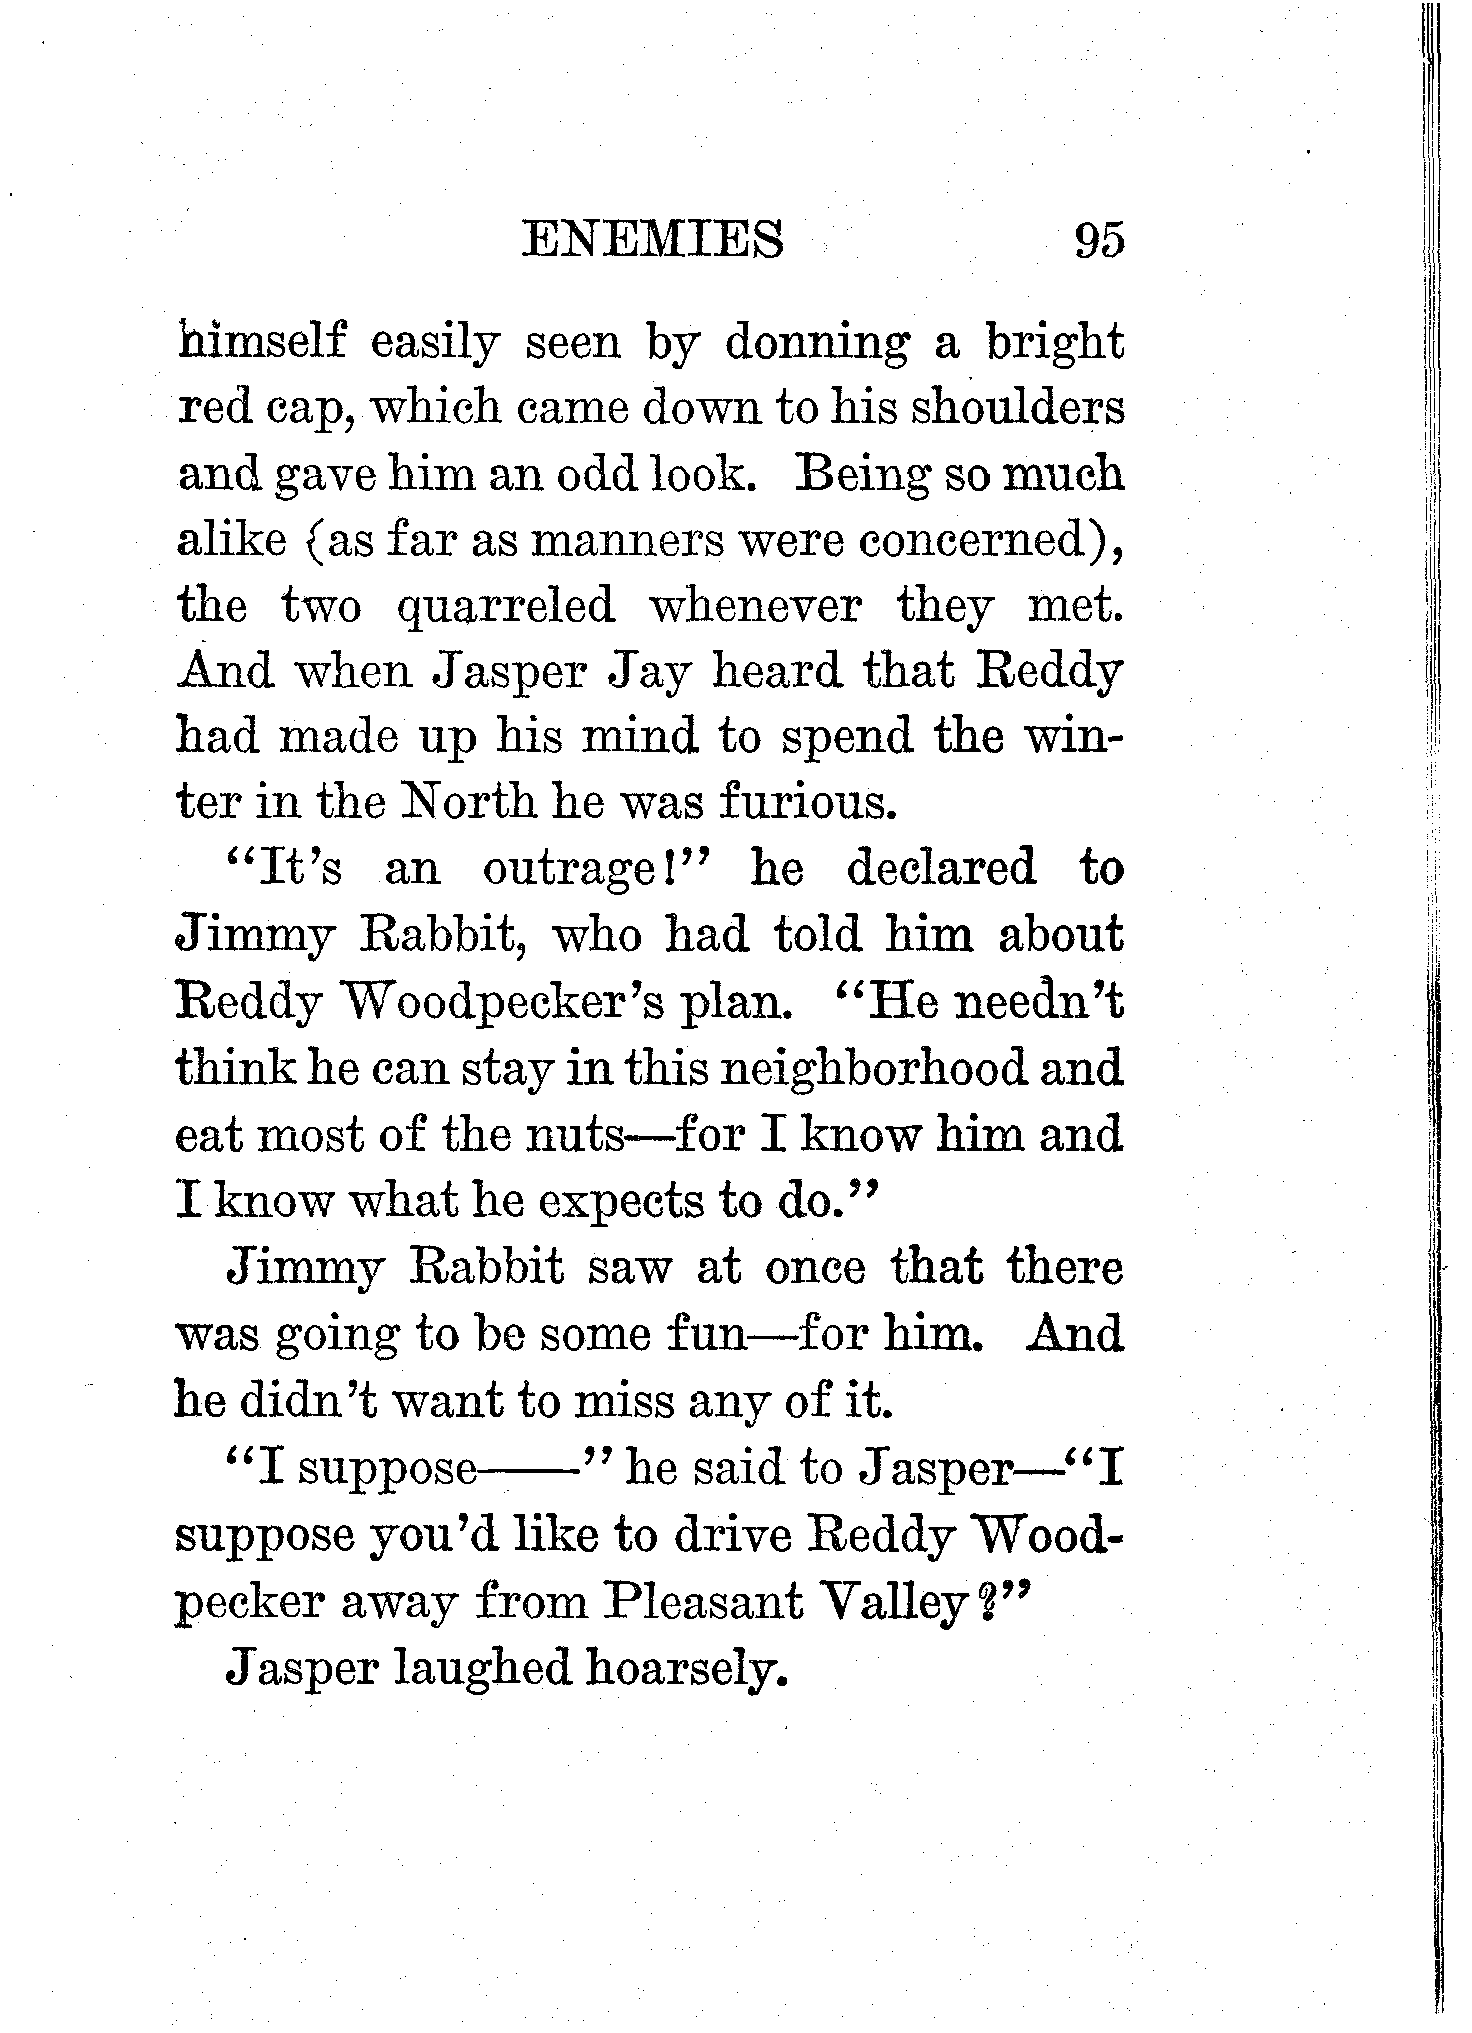 ENEMIES 95
himself easily seen by donning a bright
red cap, which came down to his shoulders
and gave him an odd look. Being so much
alike (as far as manners were concerned),
the two quarreled whenever they met.
And when Jasper Jay heard that Reddy
had made up his mind to spend the win-
ter in the North he was furious.
“It’s an outrage!” he declared to
Jimmy Rabbit, who had told him about
Reddy Woodpecker’s plan. “He needn’t
think he can stay in this neighborhood and
eat most of the nuts—for I know him and
I know what he expects to do.”
Jimmy Rabbit saw at once that there
was going to be some fun—for him. And
he didn’t want to miss any of it.
“I suppose——” he said to Jasper—“I
suppose you’d like to drive Reddy Wood-
pecker away from Pleasant Valley?”
Jasper laughed hoarsely.